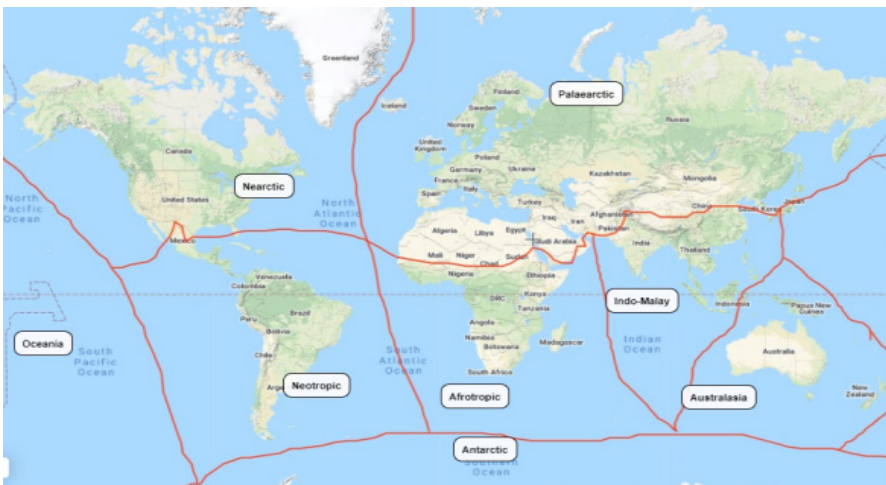 Greenland
Iceland
Finland
Sweden
Norway
Palaearctic
Russia
Canada
United
Kingdom
Poland
Germany
Ukraine
Kazakhstan
Mongolia
France
Nearctic
Spain
Italy
Turkey
North
Pacific
Ocean
United States
North
Atlantic
Ocean
Iraq
Iran
Afghanistan
China
South Korea
Japan
Mexico
Algeria
Libya
Egypt
Saudi Arabia
Pakistan
India
Mali
Niger
Chad
Sudan
Thailand
Venezuela
Colombia
Nigeria
Ethiopia
DRC
Kenya
Indo-Malay
Indonesia
Papua New
Guinea
Peru
Brazil
Tanzania
Angola
Bolivia
Oceania
South
Pacific
Ocean
Chile
South
Atlantic
Ocean
Namibia
Botswana
Madagascar
Indian
Ocean
Australia
South Africa
Neotropic
Afrotropic
Australasia
New
Zealand
Antarctic
Southern
Ocean